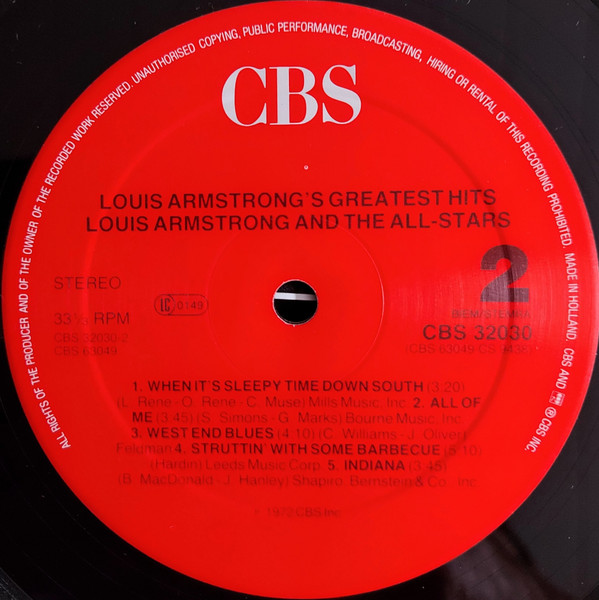 ALL RIGHTS OF THE PRODUCER AND OF THE OWNER OF THE RECORDED WORK RESERVED. UNAUTHORISED COPYING, PUBLIC PERFORMANCE, BROADCASTING, HIRING OR RENTAL OF THIS RECORDING PROHIBITED. MADE IN HOLLAND. CBS AND ℗ CBS INC.
CBS
LOUIS ARMSTRONG'S GREATEST HITS
LOUIS ARMSTRONG AND THE ALL-STARS
STEREO
LC 0149
2
33⅓ RPM
BIEM/STEMRA
CBS 32030-2
CBS 32030
CBS 63049
1. WHEN IT'S SLEEPY TIME DOWN SOUTH (3.20)
(L. Rene - O. Rene - C. Muse) Mills Music, Inc. 2. ALL OF
ME (3.45) (S. Simons - G. Marks) Bourne Music, Inc.
3. WEST END BLUES (4.10) (C. Williams - J. Oliver)
Feldman 4. STRUTTIN' WITH SOME BARBECUE (5.10)
(Hardin) Leeds Music Corp. 5. INDIANA (3.45)
(B. MacDonald - J. Hanley) Shapiro, Bernstein & Co., Inc.
1972 CBS Inc.